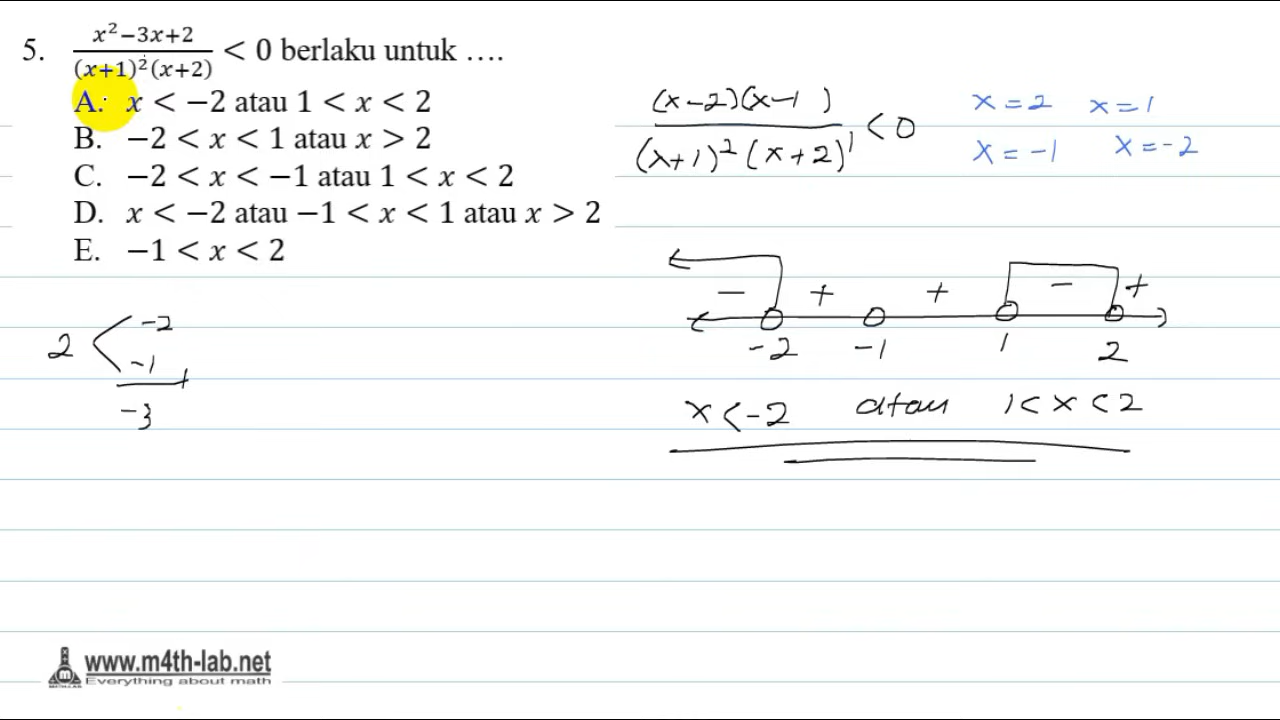 5. (x²−3x+2)/((x+1)²(x+2)) < 0 berlaku untuk ….
A. x < −2 atau 1 < x < 2
B. −2 < x < 1 atau x > 2
C. −2 < x < −1 atau 1 < x < 2
D. x < −2 atau −1 < x < 1 atau x > 2
E. −1 < x < 2
2 < -2
-1 +
-3
(x-2)(x-1)/((x+1)²(x+2)¹) < 0
x = 2 x = 1
x = -1 x = -2
− + + − +
-2 -1 1 2
x < -2 atau 1 < x < 2
www.m4th-lab.net
Everything about math